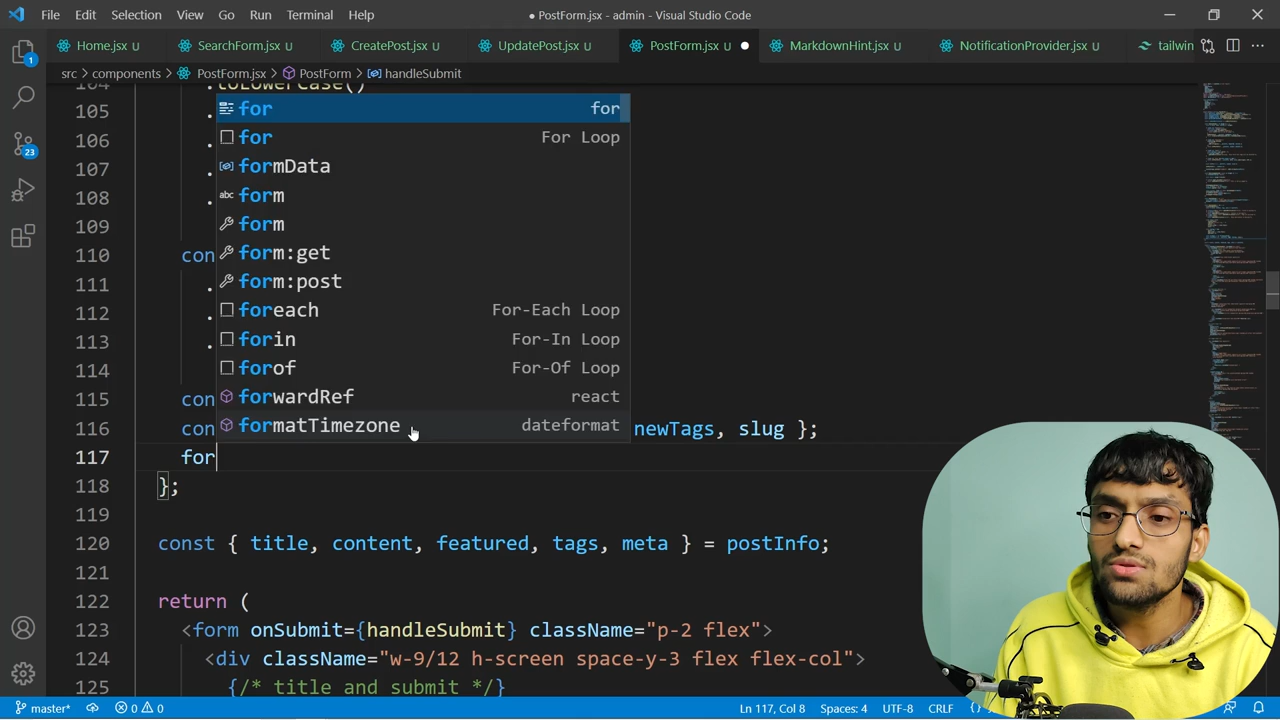 File Edit Selection View Go Run Terminal Help ● PostForm.jsx - admin - Visual Studio Code
Home.jsx U SearchForm.jsx U CreatePost.jsx U UpdatePost.jsx U PostForm.jsx U MarkdownHint.jsx U NotificationProvider.jsx U tailwin
src > components > PostForm.jsx > PostForm > handleSubmit
104 .toLowerCase()
105 .
106 .
107 .
108 .
109 .
110 con
111 .
112 .
113 .
114
115 con
116 con newTags, slug };
117 for
118 };
119
120 const { title, content, featured, tags, meta } = postInfo;
121
122 return (
123 <form onSubmit={handleSubmit} className="p-2 flex">
124 <div className="w-9/12 h-screen space-y-3 flex flex-col">
125 {/* title and submit */}
for for
for For Loop
formData
abc form
form
form:get
form:post
foreach For-Each Loop
forin For-In Loop
forof For-Of Loop
forwardRef react
formatTimezone dateformat
1
23
master* 0 0 Ln 117, Col 8 Spaces: 4 UTF-8 CRLF {